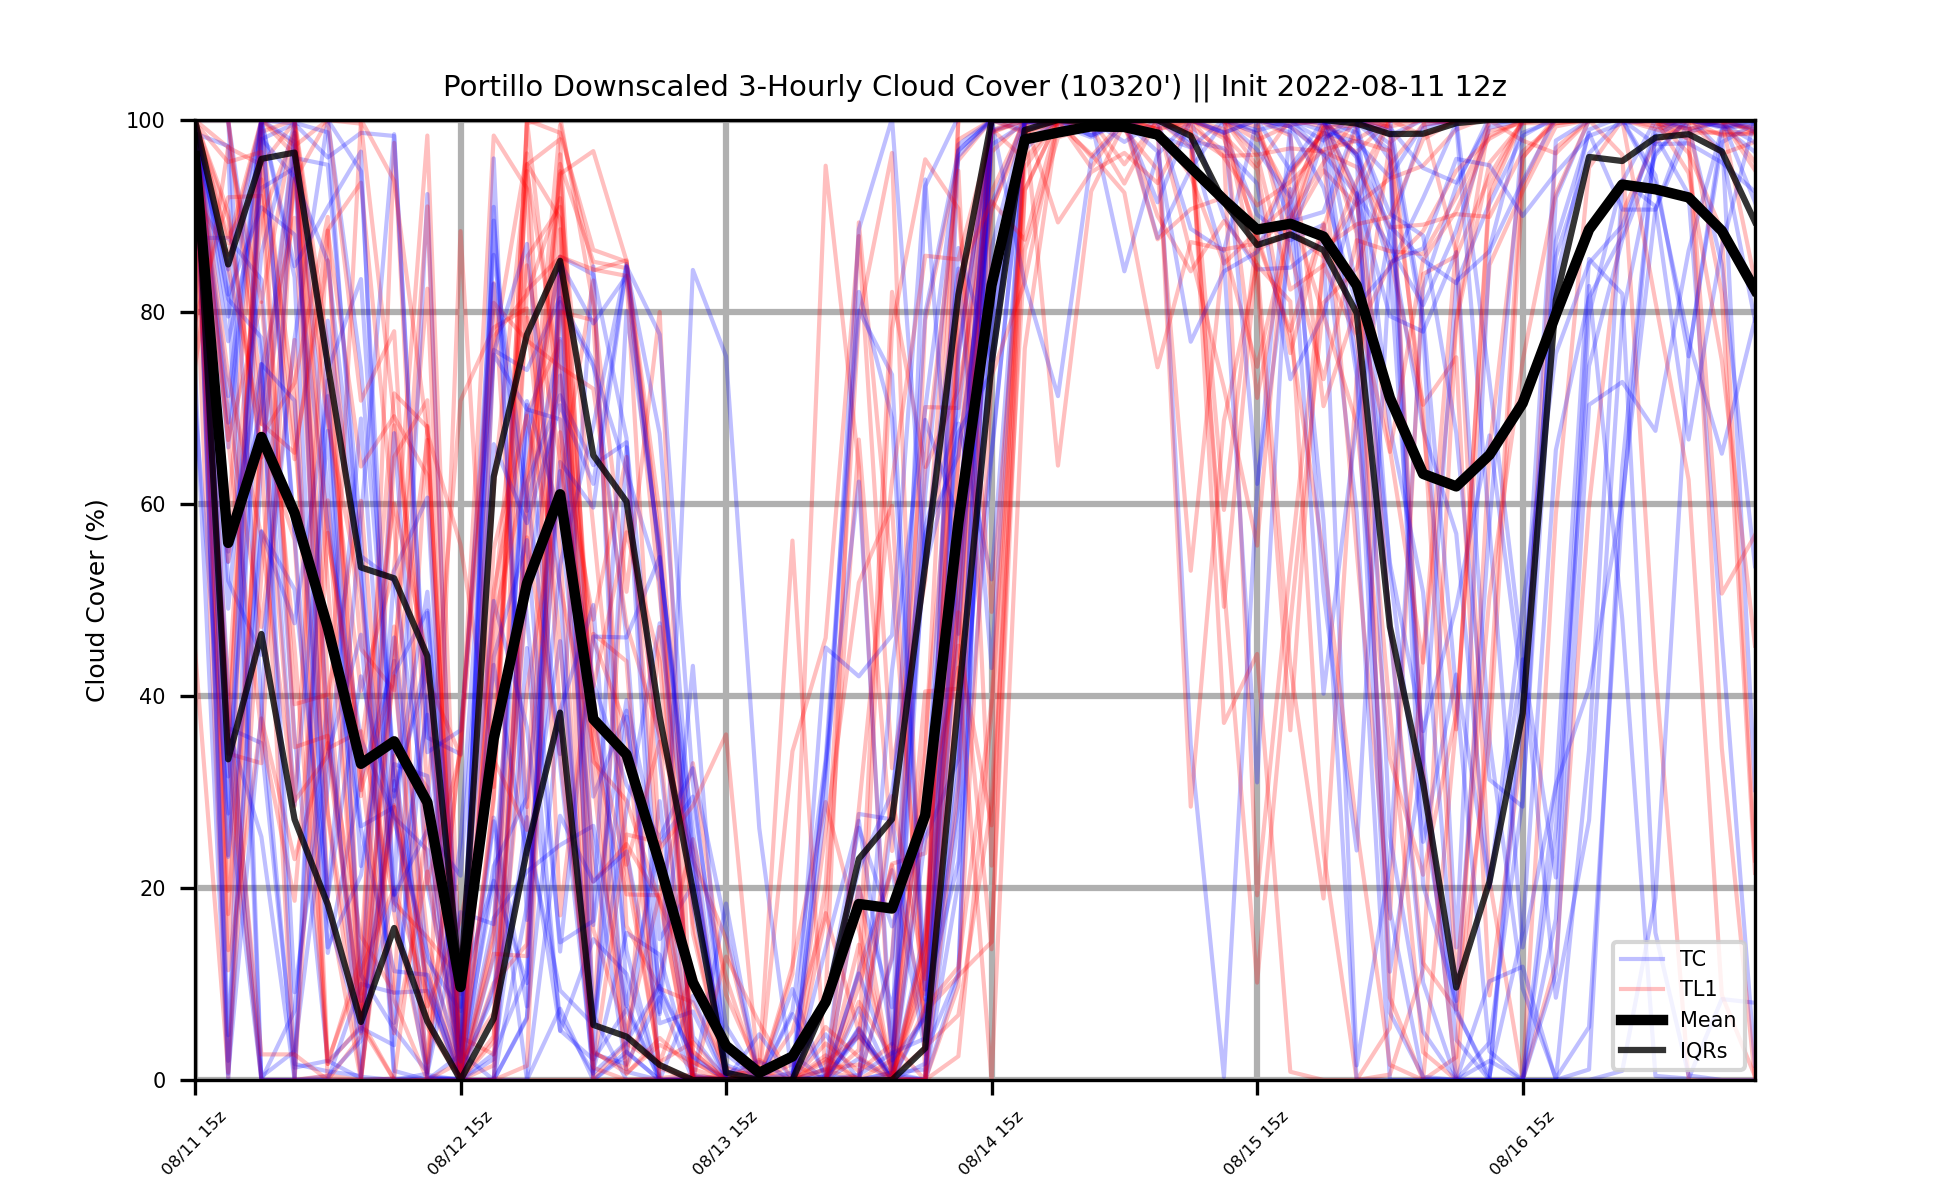 Portillo Downscaled 3-Hourly Cloud Cover (10320') || Init 2022-08-11 12z
Cloud Cover (%)
100
80
60
40
20
0
08/11 15z
08/12 15z
08/13 15z
08/14 15z
08/15 15z
08/16 15z
TC
TL1
Mean
IQRs